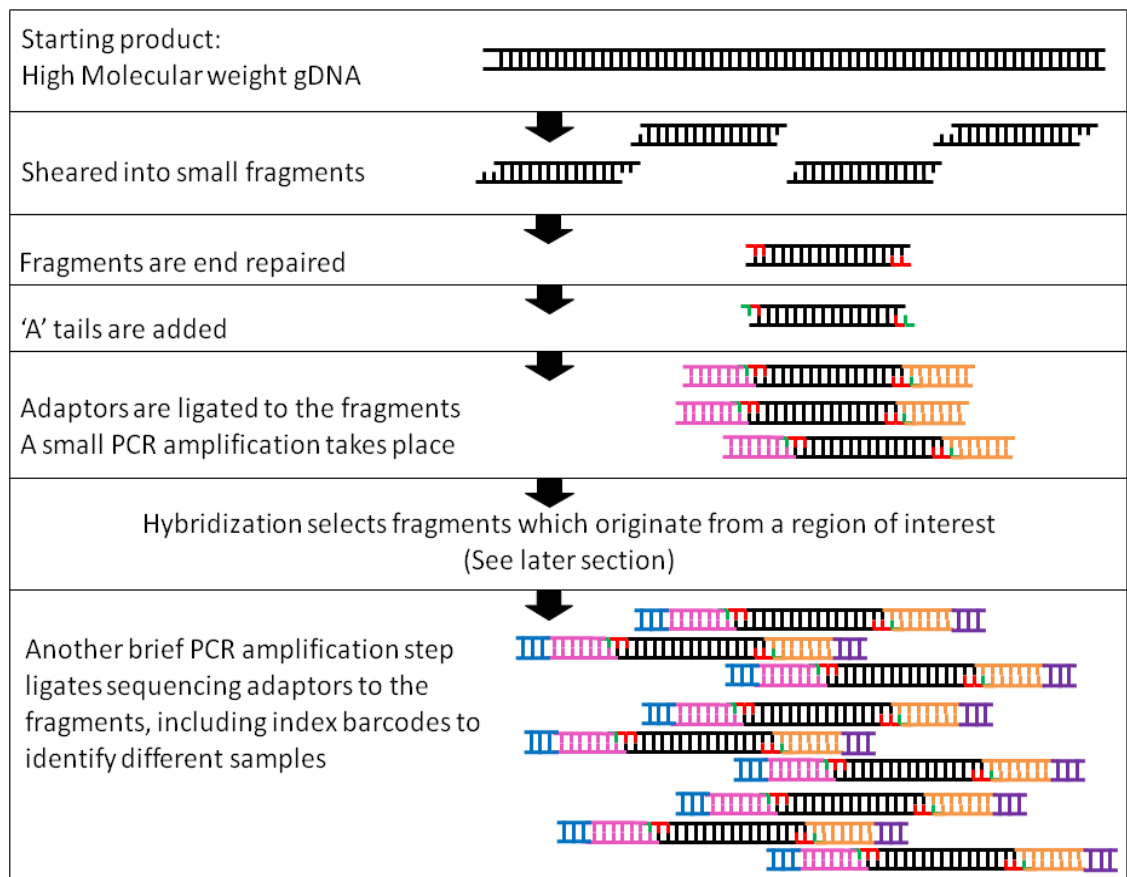 Starting product:
High Molecular weight gDNA
Sheared into small fragments
Fragments are end repaired
‘A’ tails are added
Adaptors are ligated to the fragments
A small PCR amplification takes place
Hybridization selects fragments which originate from a region of interest
(See later section)
Another brief PCR amplification step
ligates sequencing adaptors to the
fragments, including index barcodes to
identify different samples